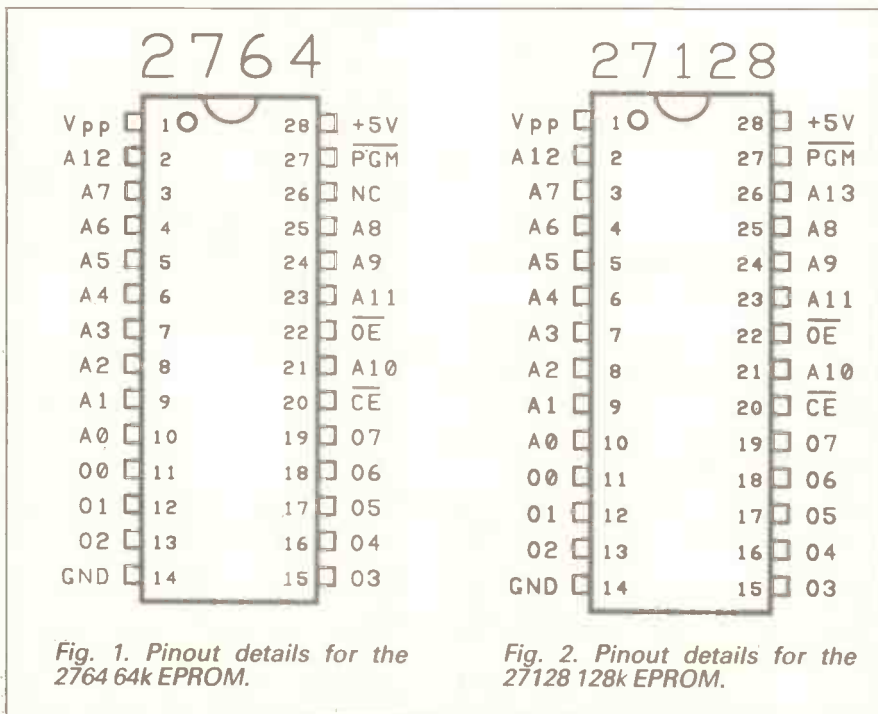 2764
Vpp 1 28 +5V
A12 2 27 P̅G̅M̅
A7 3 26 NC
A6 4 25 A8
A5 5 24 A9
A4 6 23 A11
A3 7 22 O̅E̅
A2 8 21 A10
A1 9 20 C̅E̅
A0 10 19 O7
O0 11 18 O6
O1 12 17 O5
O2 13 16 O4
GND 14 15 O3
Fig. 1. Pinout details for the
2764 64k EPROM.
27128
Vpp 1 28 +5V
A12 2 27 P̅G̅M̅
A7 3 26 A13
A6 4 25 A8
A5 5 24 A9
A4 6 23 A11
A3 7 22 O̅E̅
A2 8 21 A10
A1 9 20 C̅E̅
A0 10 19 O7
O0 11 18 O6
O1 12 17 O5
O2 13 16 O4
GND 14 15 O3
Fig. 2. Pinout details for the
27128 128k EPROM.